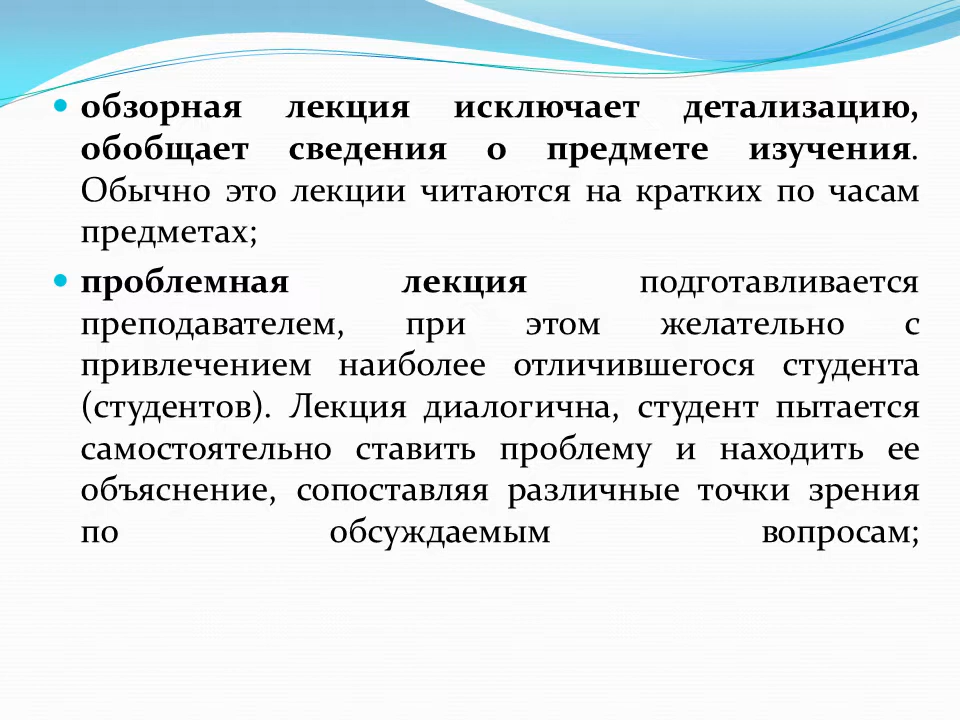 • обзорная лекция исключает детализацию,
обобщает сведения о предмете изучения.
Обычно это лекции читаются на кратких по часам
предметах;
• проблемная лекция подготавливается
преподавателем, при этом желательно с
привлечением наиболее отличившегося студента
(студентов). Лекция диалогична, студент пытается
самостоятельно ставить проблему и находить ее
объяснение, сопоставляя различные точки зрения
по обсуждаемым вопросам;